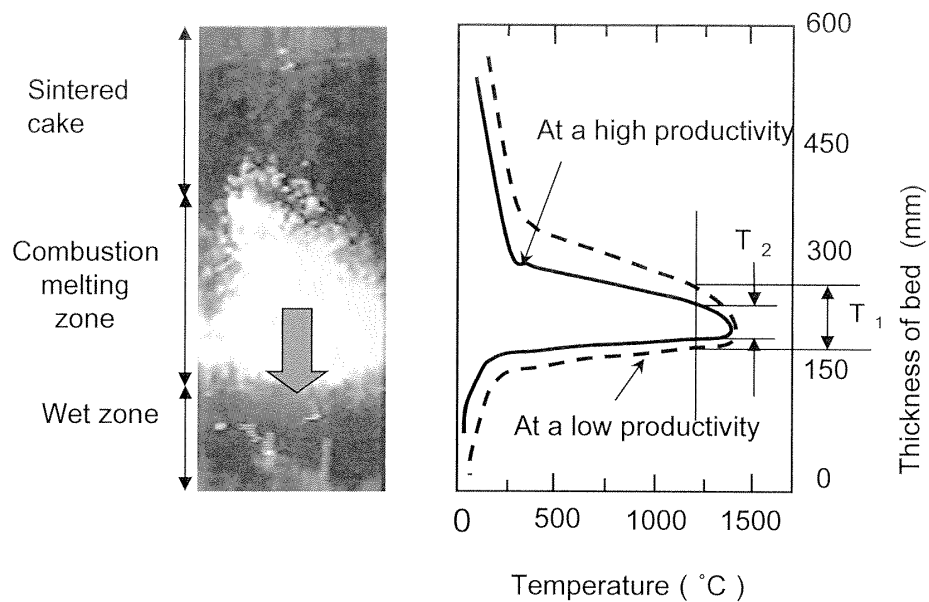 Sintered
cake
Combustion
melting
zone
Wet zone
At a high productivity
At a low productivity
T 2
T 1
600
450
300
150
0
Thickness of bed (mm)
0
500
1000
1500
Temperature ( °C )